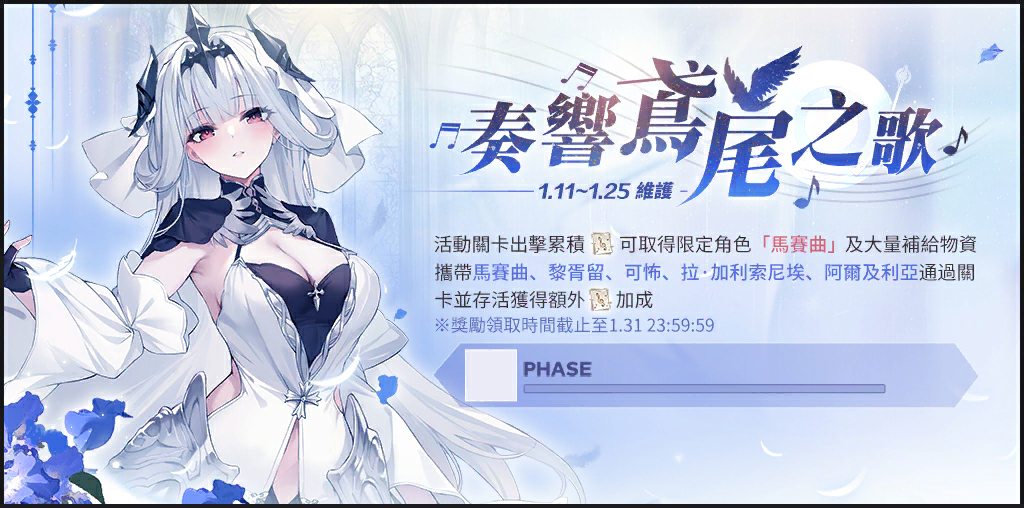 奏響鳶尾之歌
1.11~1.25 維護
活動關卡出擊累積 可取得限定角色「馬賽曲」及大量補給物資
攜帶馬賽曲、黎胥留、可怖、拉·加利索尼埃、阿爾及利亞通過關
卡並存活獲得額外 加成
※獎勵領取時間截止至1.31 23:59:59
PHASE